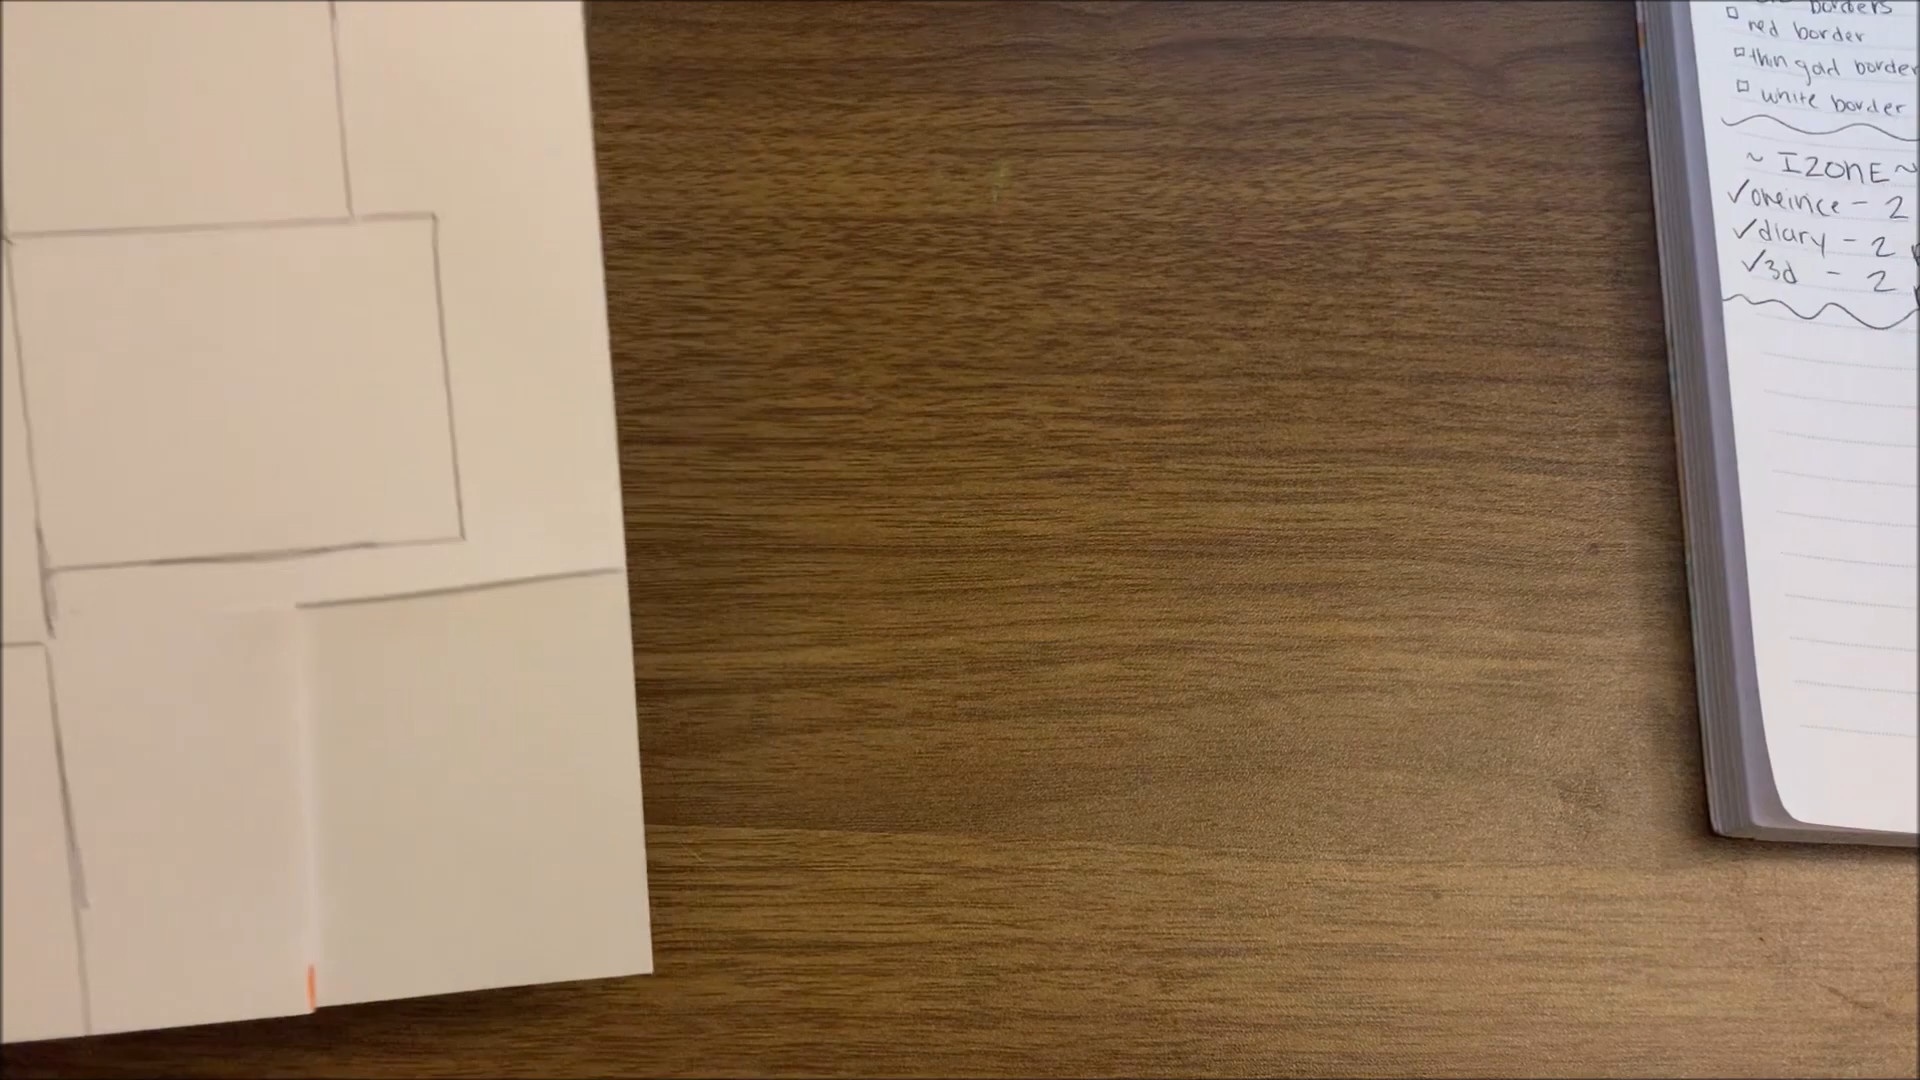 borders
□ red border
□ thin gold border
□ white border
~ IZONE ~
✓oneiric - 2
✓diary - 2
✓3d - 2